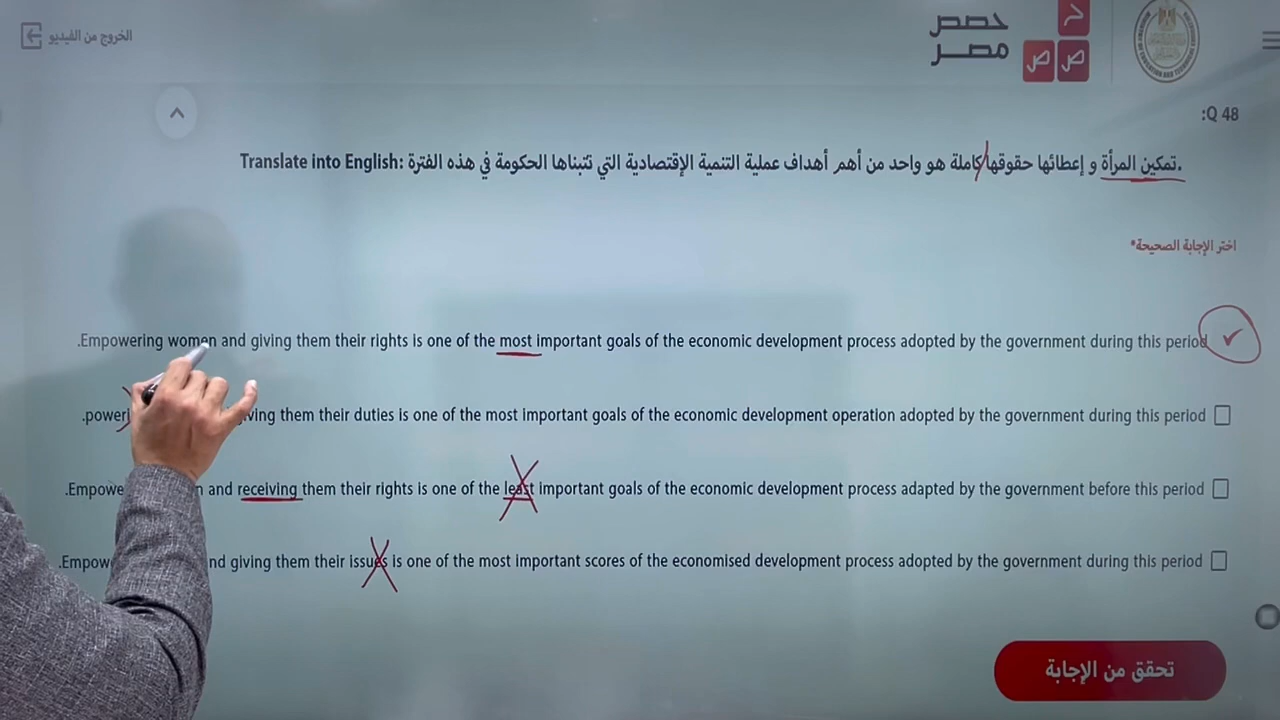 الخروج من الفيديو
حصص
مصر
ح
ص ص
:Q 48
Translate into English: تمكين المرأة و إعطائها حقوقها كاملة هو واحد من أهم أهداف عملية التنمية الإقتصادية التي تتبناها الحكومة في هذه الفترة.
اختر الإجابة الصحيحة*
.Empowering women and giving them their rights is one of the most important goals of the economic development process adopted by the government during this period
.poweri ving them their duties is one of the most important goals of the economic development operation adopted by the government during this period
.Empowe n and receiving them their rights is one of the least important goals of the economic development process adapted by the government before this period
.Empow nd giving them their issues is one of the most important scores of the economised development process adopted by the government during this period
تحقق من الإجابة